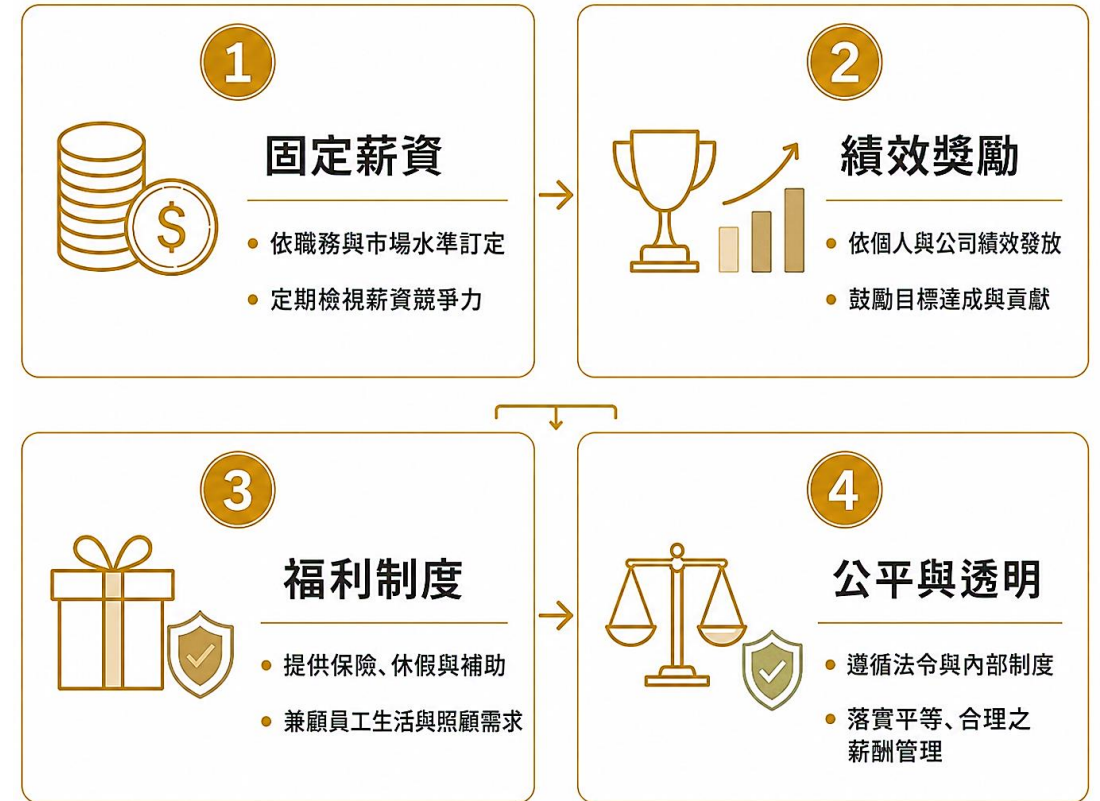 1
固定薪資
• 依職務與市場水準訂定
• 定期檢視薪資競爭力
2
績效獎勵
• 依個人與公司績效發放
• 鼓勵目標達成與貢獻
$
3
福利制度
• 提供保險、休假與補助
• 兼顧員工生活與照顧需求
4
公平與透明
• 遵循法令與內部制度
• 落實平等、合理之
薪酬管理